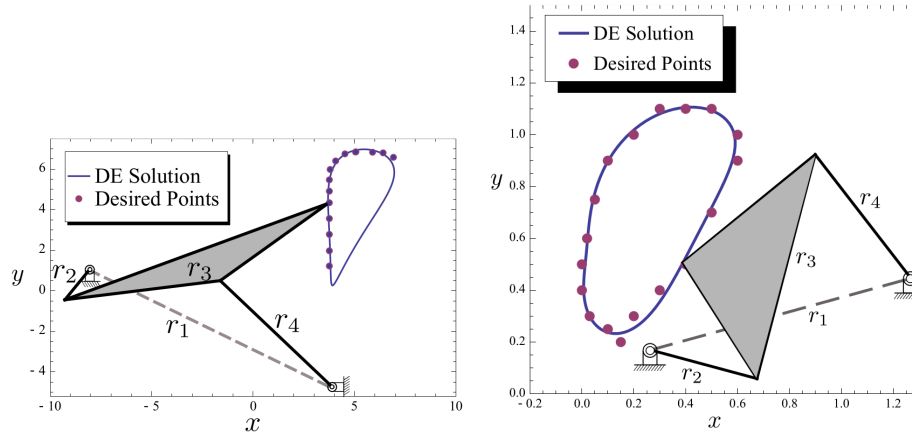 DE Solution
Desired Points
6
4
2
0
-2
-4
y
r2
r3
r1
r4
-10
-5
0
5
10
x
DE Solution
Desired Points
1.4
1.2
1.0
0.8
0.6
0.4
0.2
0.0
y
r4
r3
r1
r2
-0.2
0.0
0.2
0.4
0.6
0.8
1.0
1.2
x